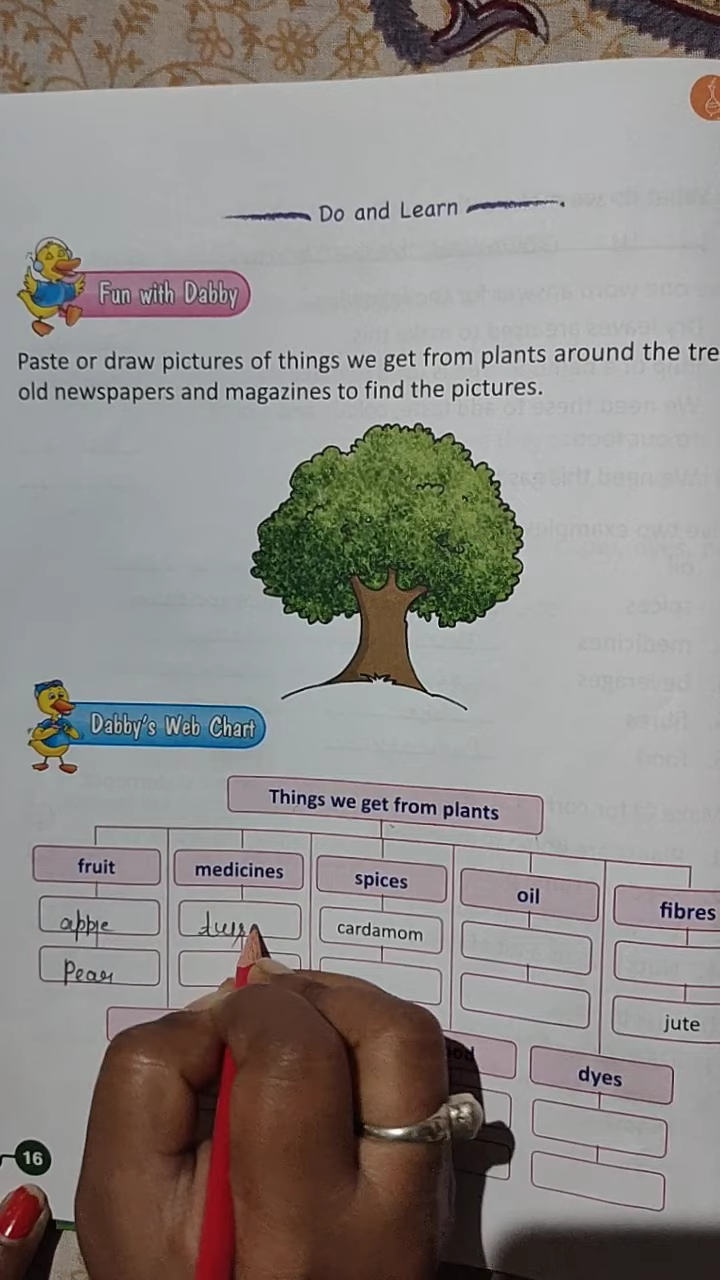 Do and Learn
Fun with Dabby
Paste or draw pictures of things we get from plants around the tre
old newspapers and magazines to find the pictures.
Dabby's Web Chart
Things we get from plants
fruit medicines spices oil fibres
apple cardamom
Pear jute
dyes
16